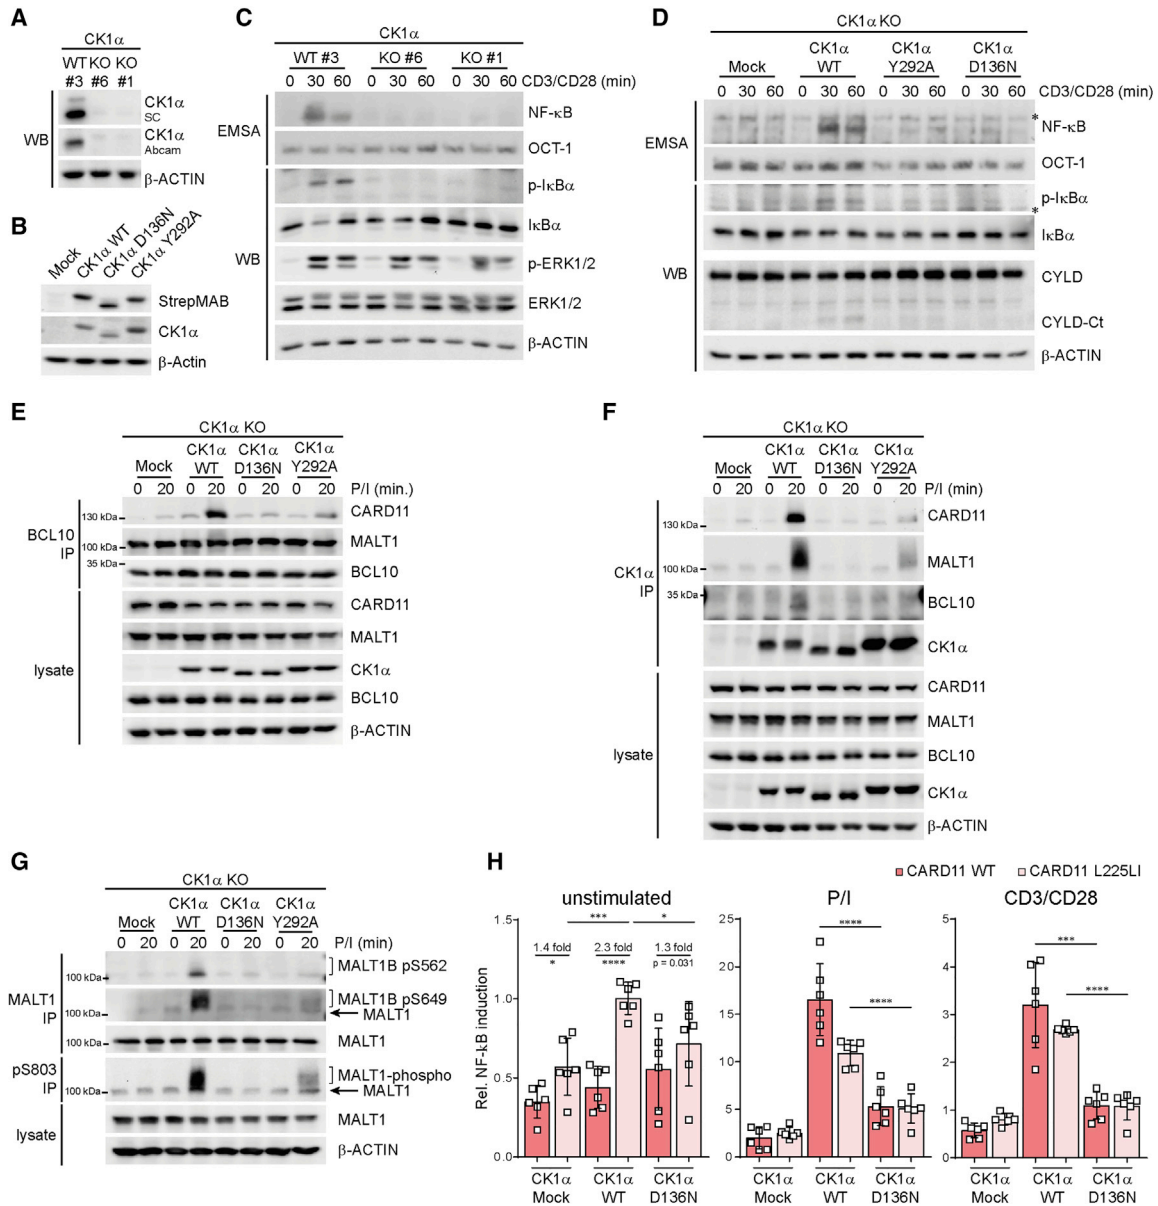 A
CK1α
WT KO KO
#3 #6 #1
WB
CK1α
SC
CK1α
Abcam
β-ACTIN
B
Mock
CK1α WT
CK1α D136N
CK1α Y292A
StrepMAB
CK1α
β-Actin
C
CK1α
WT #3 KO #6 KO #1
0 30 60 0 30 60 0 30 60 CD3/CD28 (min)
EMSA
NF-κB
OCT-1
WB
p-IκBα
IκBα
p-ERK1/2
ERK1/2
β-ACTIN
D
CK1α KO
Mock
CK1α WT
CK1α Y292A
CK1α D136N
0 30 60 0 30 60 0 30 60 0 30 60 CD3/CD28 (min)
EMSA
*
NF-κB
OCT-1
WB
p-IκBα
*
IκBα
CYLD
CYLD-Ct
β-ACTIN
E
CK1α KO
Mock
CK1α WT
CK1α D136N
CK1α Y292A
0 20 0 20 0 20 0 20 P/I (min.)
BCL10 IP
130 kDa
CARD11
100 kDa
MALT1
35 kDa
BCL10
lysate
CARD11
MALT1
CK1α
BCL10
β-ACTIN
F
CK1α KO
Mock
CK1α WT
CK1α D136N
CK1α Y292A
0 20 0 20 0 20 0 20 P/I (min)
CK1α IP
130 kDa
CARD11
100 kDa
MALT1
35 kDa
BCL10
CK1α
lysate
CARD11
MALT1
BCL10
CK1α
β-ACTIN
G
CK1α KO
Mock
CK1α WT
CK1α D136N
CK1α Y292A
0 20 0 20 0 20 0 20 P/I (min)
MALT1 IP
100 kDa
MALT1B pS562
100 kDa
MALT1B pS649
MALT1
100 kDa
MALT1
pS803 IP
100 kDa
MALT1-phospho
MALT1
lysate
MALT1
β-ACTIN
H
CARD11 WT CARD11 L225LI
unstimulated
Rel. NF-kB induction
1.5
1.0
0.5
0.0
*** *
1.4 fold 2.3 fold 1.3 fold
* **** p = 0.031
CK1α Mock
CK1α WT
CK1α D136N
P/I
25
20
15
10
5
0
****
****
CK1α Mock
CK1α WT
CK1α D136N
CD3/CD28
5
4
3
2
1
0
***
****
CK1α Mock
CK1α WT
CK1α D136N